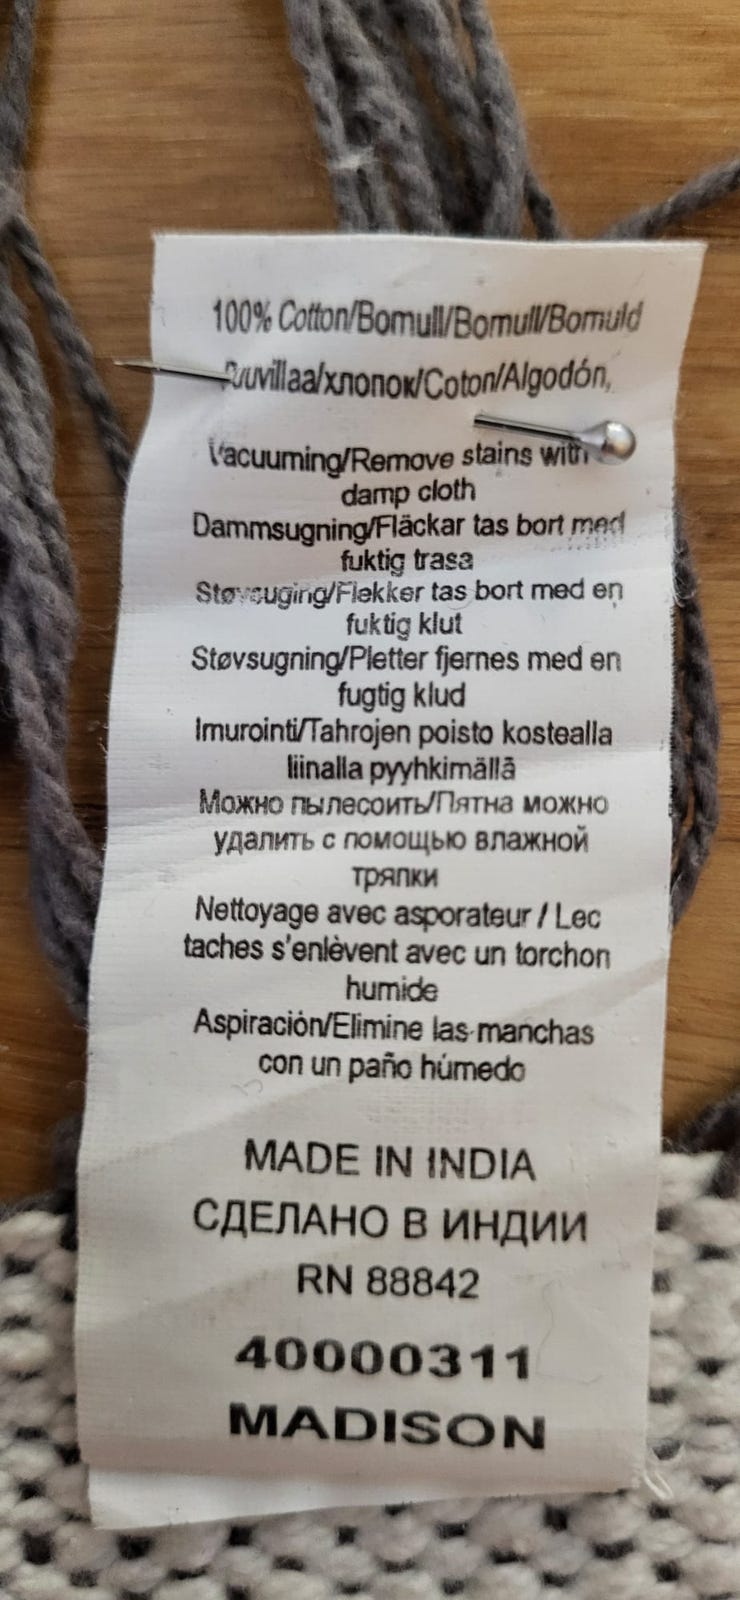 100% Cotton/Bomull/Bomull/Bomuld
Puuvillaa/хлопок/Coton/Algodón,
Vacuuming/Remove stains with
damp cloth
Dammsugning/Fläckar tas bort med
fuktig trasa
Støvsuging/Flekker tas bort med en
fuktig klut
Støvsugning/Pletter fjernes med en
fugtig klud
Imurointi/Tahrojen poisto kostealla
liinalla pyyhkimällä
Можно пылесоить/Пятна можно
удалить с помощью влажной
тряпки
Nettoyage avec asporateur / Lec
taches s'enlèvent avec un torchon
humide
Aspiración/Elimine las manchas
con un paño húmedo
MADE IN INDIA
СДЕЛАНО В ИНДИИ
RN 88842
40000311
MADISON